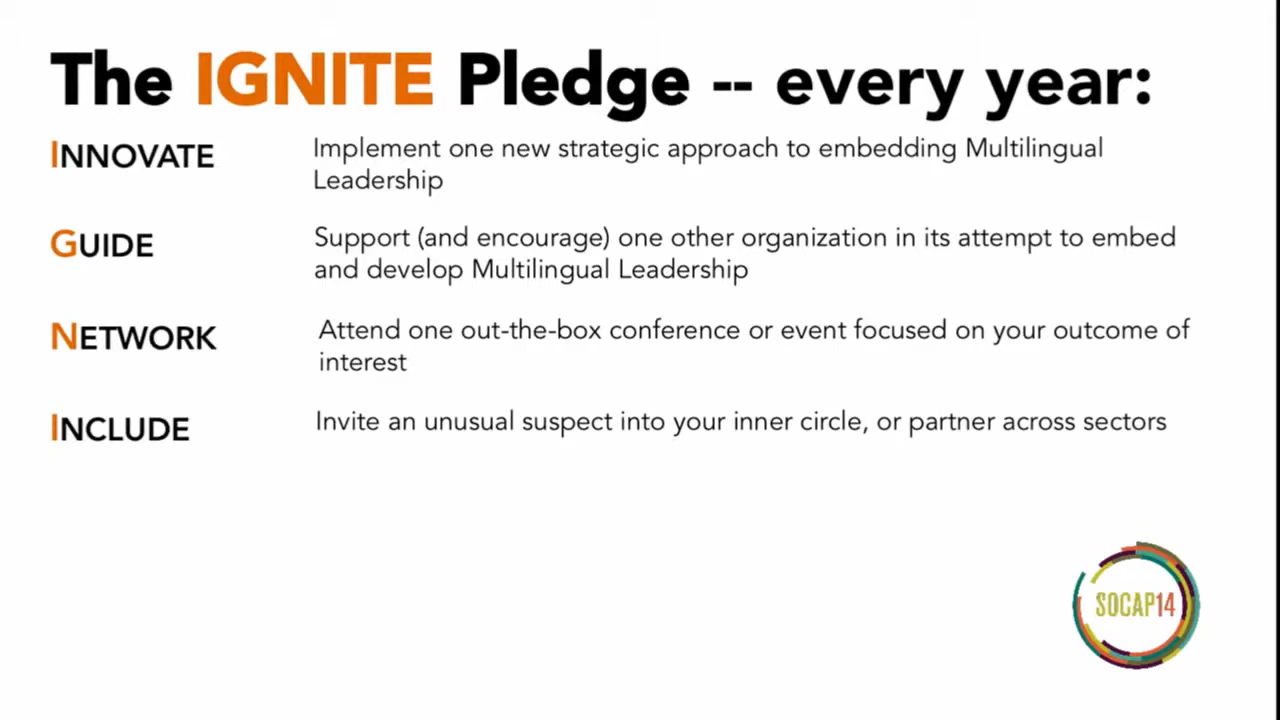 The IGNITE Pledge -- every year:
INNOVATE
Implement one new strategic approach to embedding Multilingual
Leadership
GUIDE
Support (and encourage) one other organization in its attempt to embed
and develop Multilingual Leadership
NETWORK
Attend one out-the-box conference or event focused on your outcome of
interest
INCLUDE
Invite an unusual suspect into your inner circle, or partner across sectors
SOCAP14